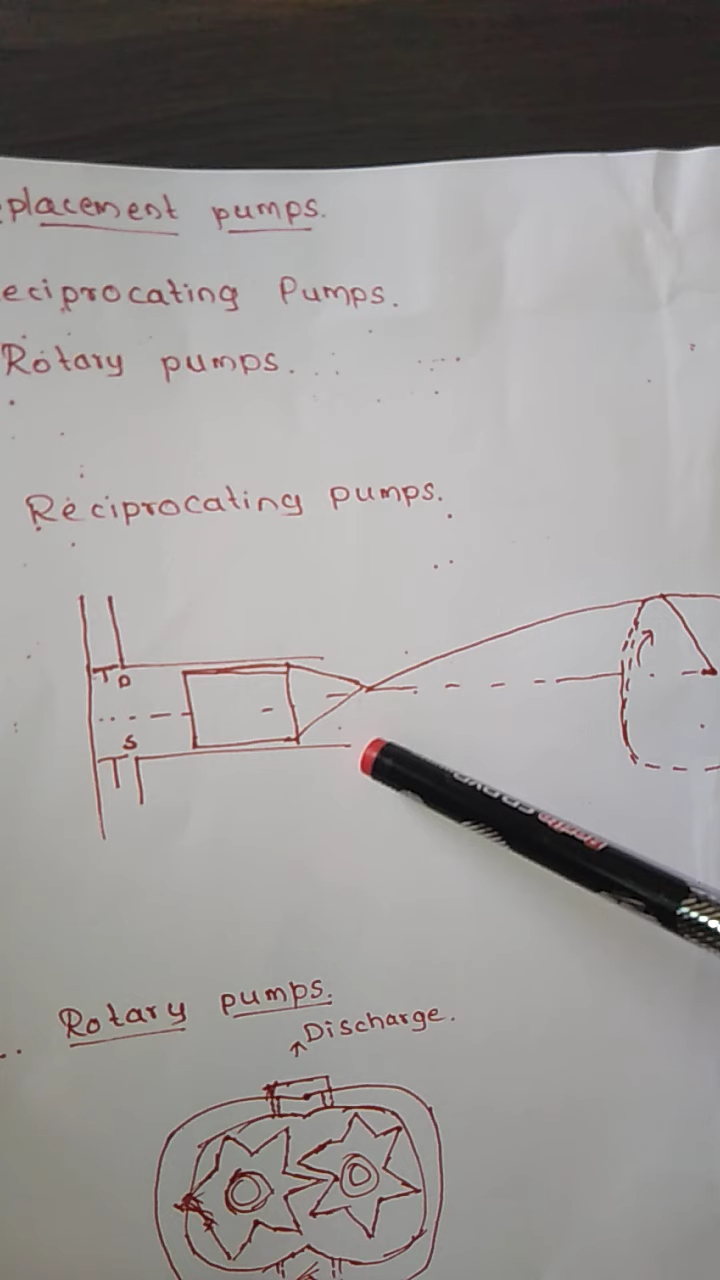 placement pumps.
eciprocating Pumps.
Rotary pumps.
Reciprocating pumps.
D
S
Rotary pumps.
Discharge.